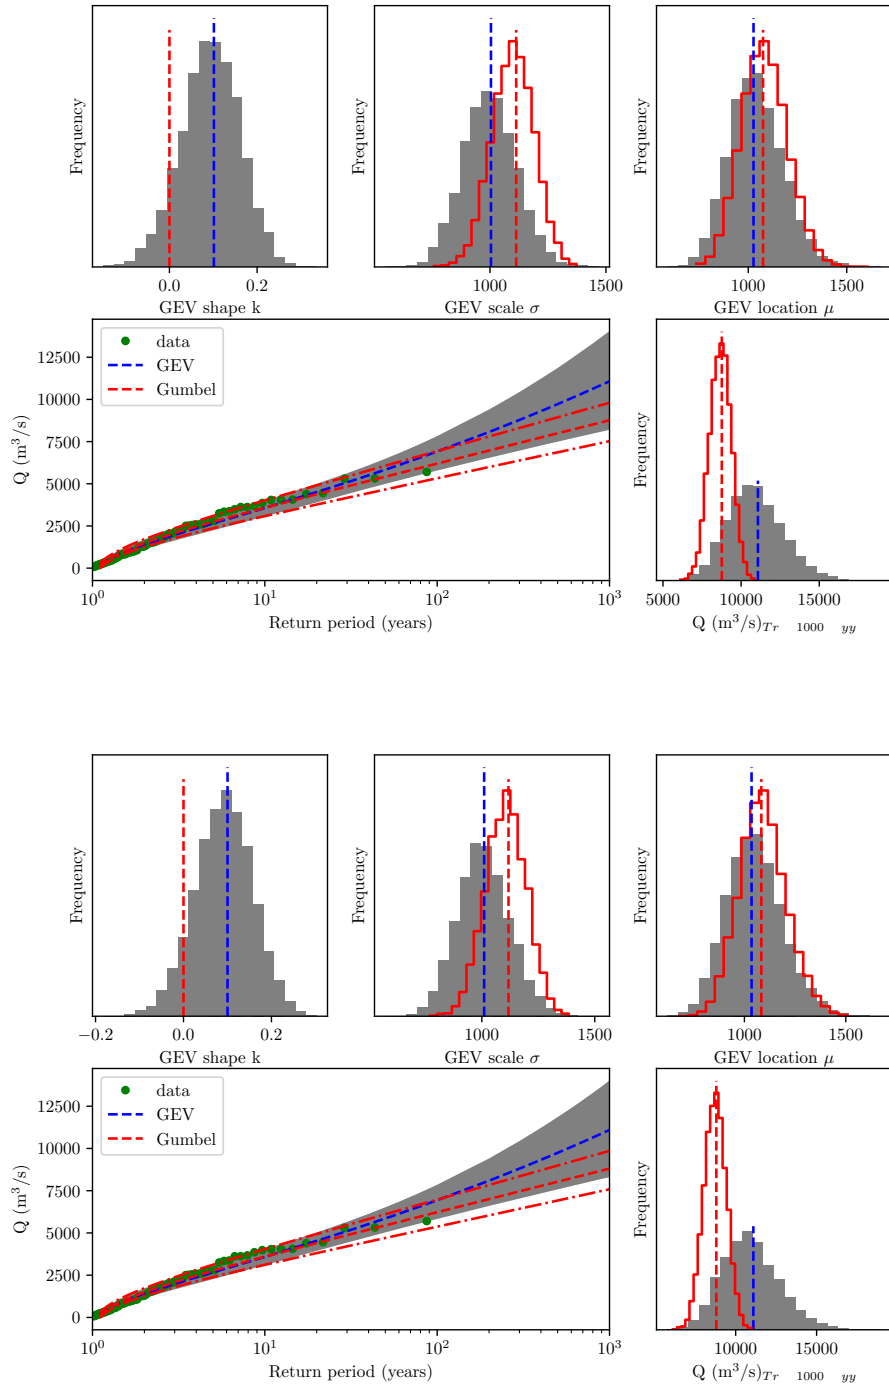 Frequency
Frequency
Frequency
0.0 0.2
1000 1500
1000 1500
GEV shape k
GEV scale σ
GEV location μ
data
GEV
Gumbel
Q (m³/s)
12500
10000
7500
5000
2500
0
10⁰ 10¹ 10² 10³
Return period (years)
Frequency
5000 10000 15000
Q (m³/s)Tr 1000 yy
Frequency
Frequency
Frequency
−0.2 0.0 0.2
1000 1500
1000 1500
GEV shape k
GEV scale σ
GEV location μ
data
GEV
Gumbel
Q (m³/s)
12500
10000
7500
5000
2500
0
10⁰ 10¹ 10² 10³
Return period (years)
Frequency
10000 15000
Q (m³/s)Tr 1000 yy